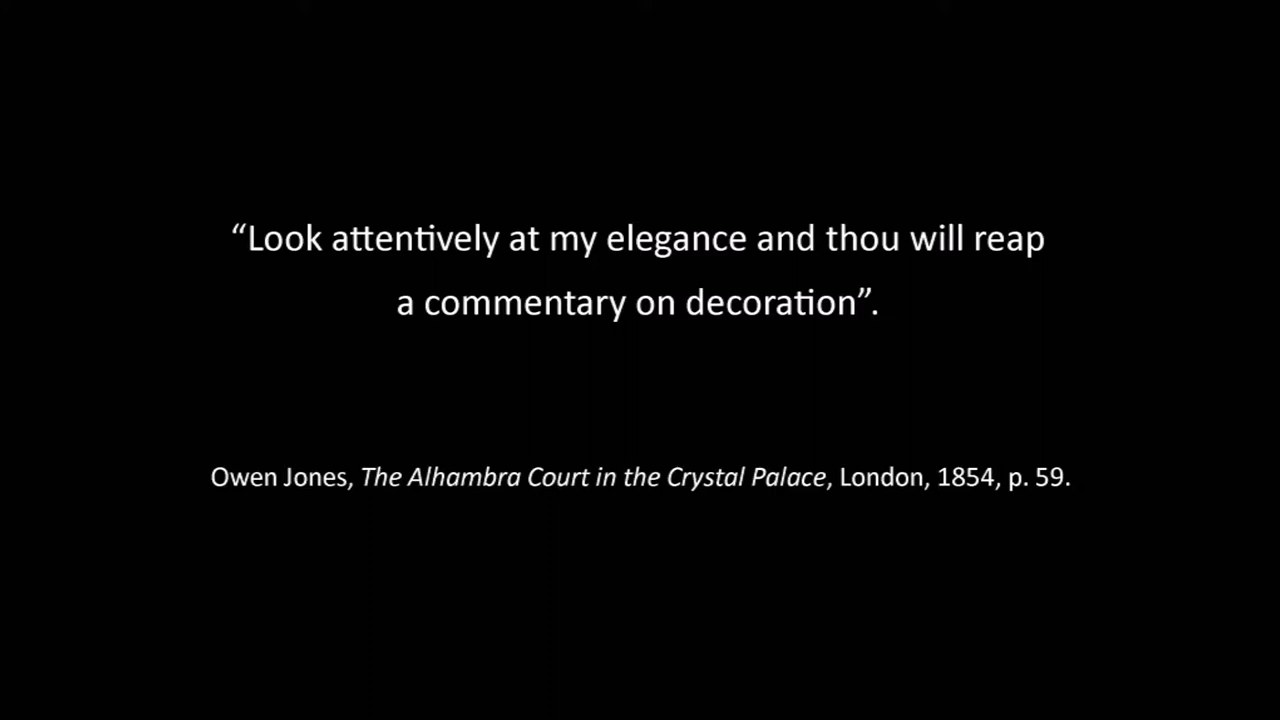 “Look attentively at my elegance and thou will reap
a commentary on decoration”.
Owen Jones, The Alhambra Court in the Crystal Palace, London, 1854, p. 59.